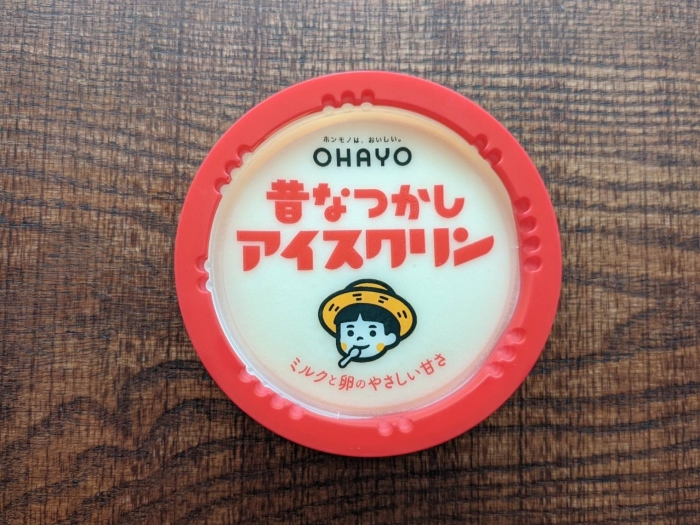 ホンモノは、おいしい。
OHAYO
昔なつかし
アイスクリン
ミルクと卵のやさしい甘さ